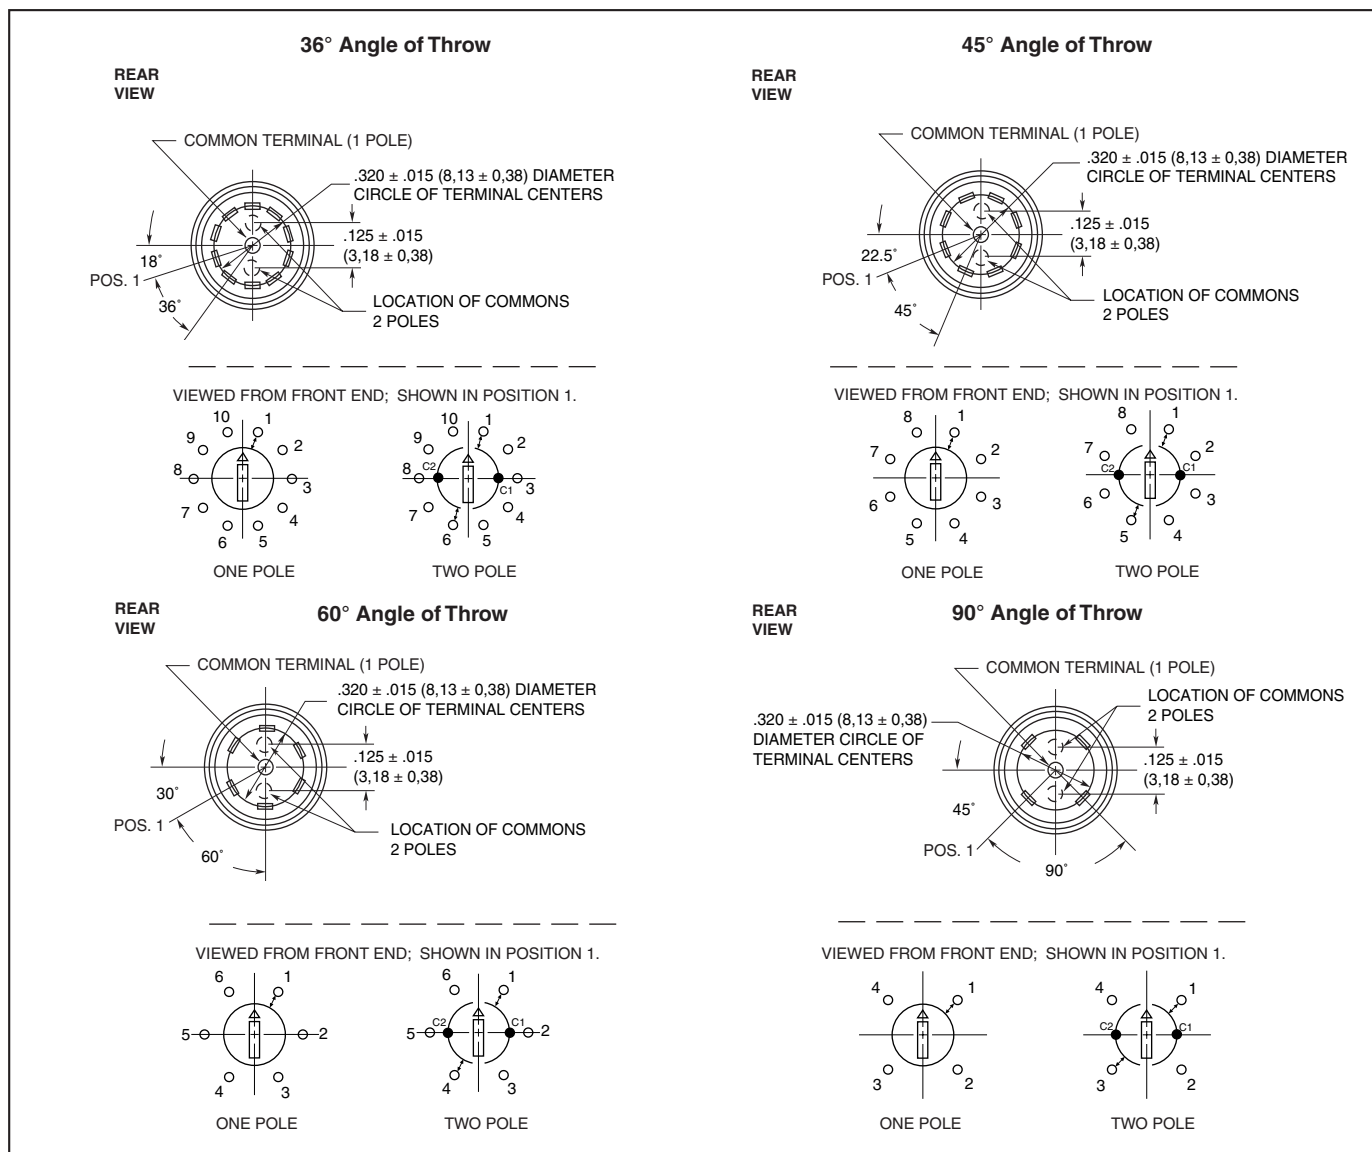 36° Angle of Throw
REAR
VIEW
COMMON TERMINAL (1 POLE)
.320 ± .015 (8,13 ± 0,38) DIAMETER
CIRCLE OF TERMINAL CENTERS
.125 ± .015
(3,18 ± 0,38)
18°
POS. 1
36°
LOCATION OF COMMONS
2 POLES
VIEWED FROM FRONT END; SHOWN IN POSITION 1.
10 1
9 2
8 3
7 4
6 5
ONE POLE
10 1
9 2
8 C2 C1 3
7 4
6 5
TWO POLE
45° Angle of Throw
REAR
VIEW
COMMON TERMINAL (1 POLE)
.320 ± .015 (8,13 ± 0,38) DIAMETER
CIRCLE OF TERMINAL CENTERS
.125 ± .015
(3,18 ± 0,38)
22.5°
POS. 1
45°
LOCATION OF COMMONS
2 POLES
VIEWED FROM FRONT END; SHOWN IN POSITION 1.
8 1
7 2
6 3
5 4
ONE POLE
8 1
7 2
C2 C1
6 3
5 4
TWO POLE
60° Angle of Throw
REAR
VIEW
COMMON TERMINAL (1 POLE)
.320 ± .015 (8,13 ± 0,38) DIAMETER
CIRCLE OF TERMINAL CENTERS
.125 ± .015
(3,18 ± 0,38)
30°
POS. 1
60°
LOCATION OF COMMONS
2 POLES
VIEWED FROM FRONT END; SHOWN IN POSITION 1.
6 1
5 2
4 3
ONE POLE
6 1
5 C2 C1 2
4 3
TWO POLE
90° Angle of Throw
REAR
VIEW
COMMON TERMINAL (1 POLE)
LOCATION OF COMMONS
2 POLES
.320 ± .015 (8,13 ± 0,38)
DIAMETER CIRCLE OF
TERMINAL CENTERS
.125 ± .015
(3,18 ± 0,38)
45°
POS. 1
90°
VIEWED FROM FRONT END; SHOWN IN POSITION 1.
4 1
3 2
ONE POLE
4 1
C2 C1
3 2
TWO POLE